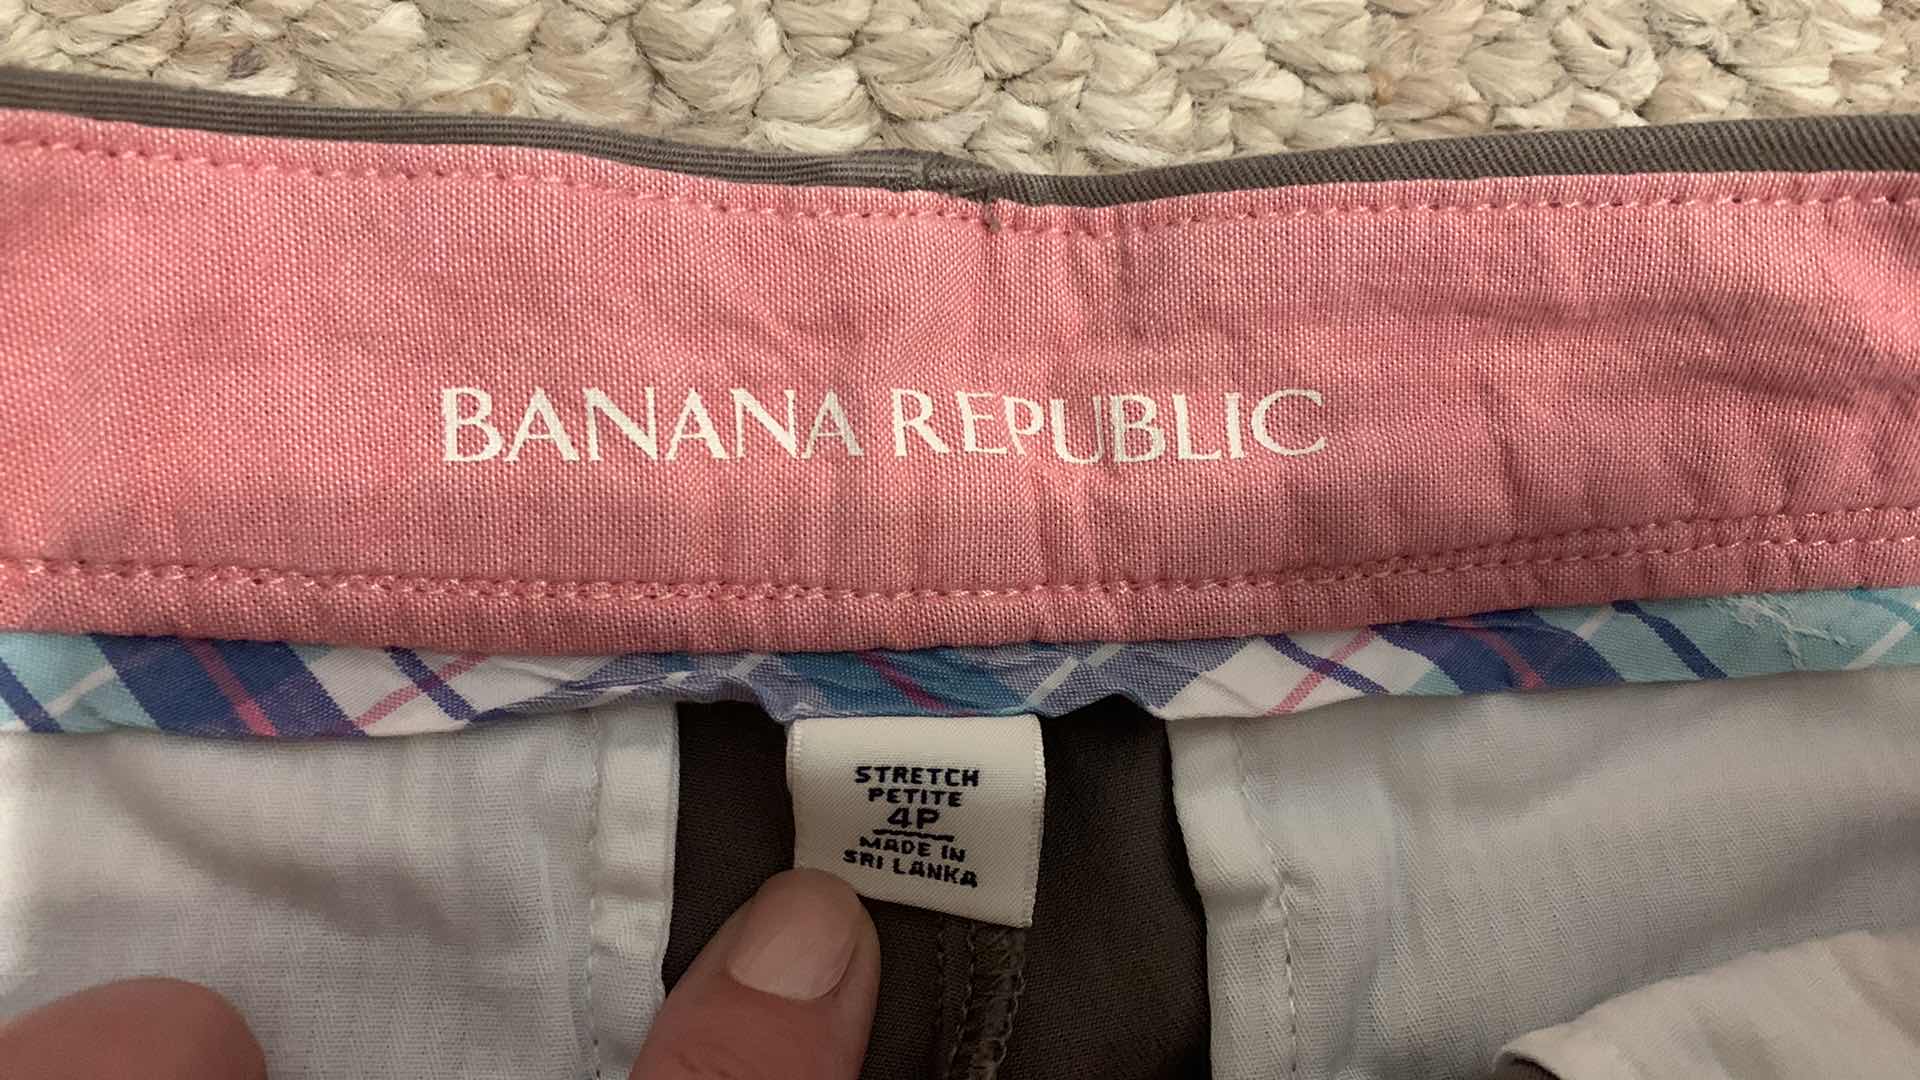 BANANA REPUBLIC
STRETCH
PETITE
4P
MADE IN
SRI LANKA